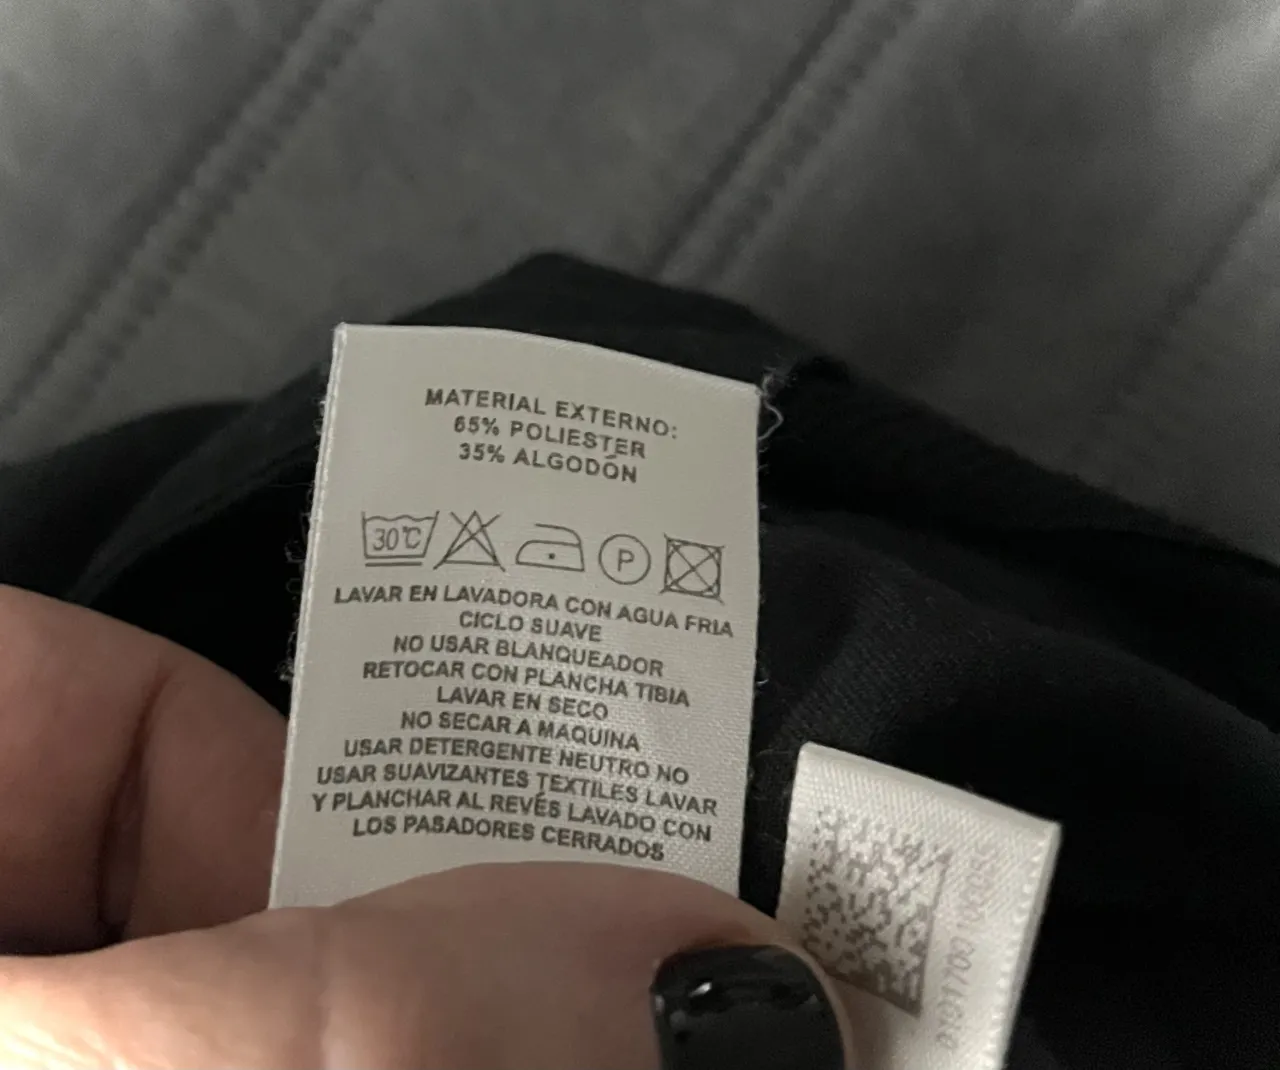 MATERIAL EXTERNO:
65% POLIESTER
35% ALGODÓN
30°C P
LAVAR EN LAVADORA CON AGUA FRIA
CICLO SUAVE
NO USAR BLANQUEADOR
RETOCAR CON PLANCHA TIBIA
LAVAR EN SECO
NO SECAR A MAQUINA
USAR DETERGENTE NEUTRO NO
USAR SUAVIZANTES TEXTILES LAVAR
Y PLANCHAR AL REVÉS LAVADO CON
LOS PASADORES CERRADOS